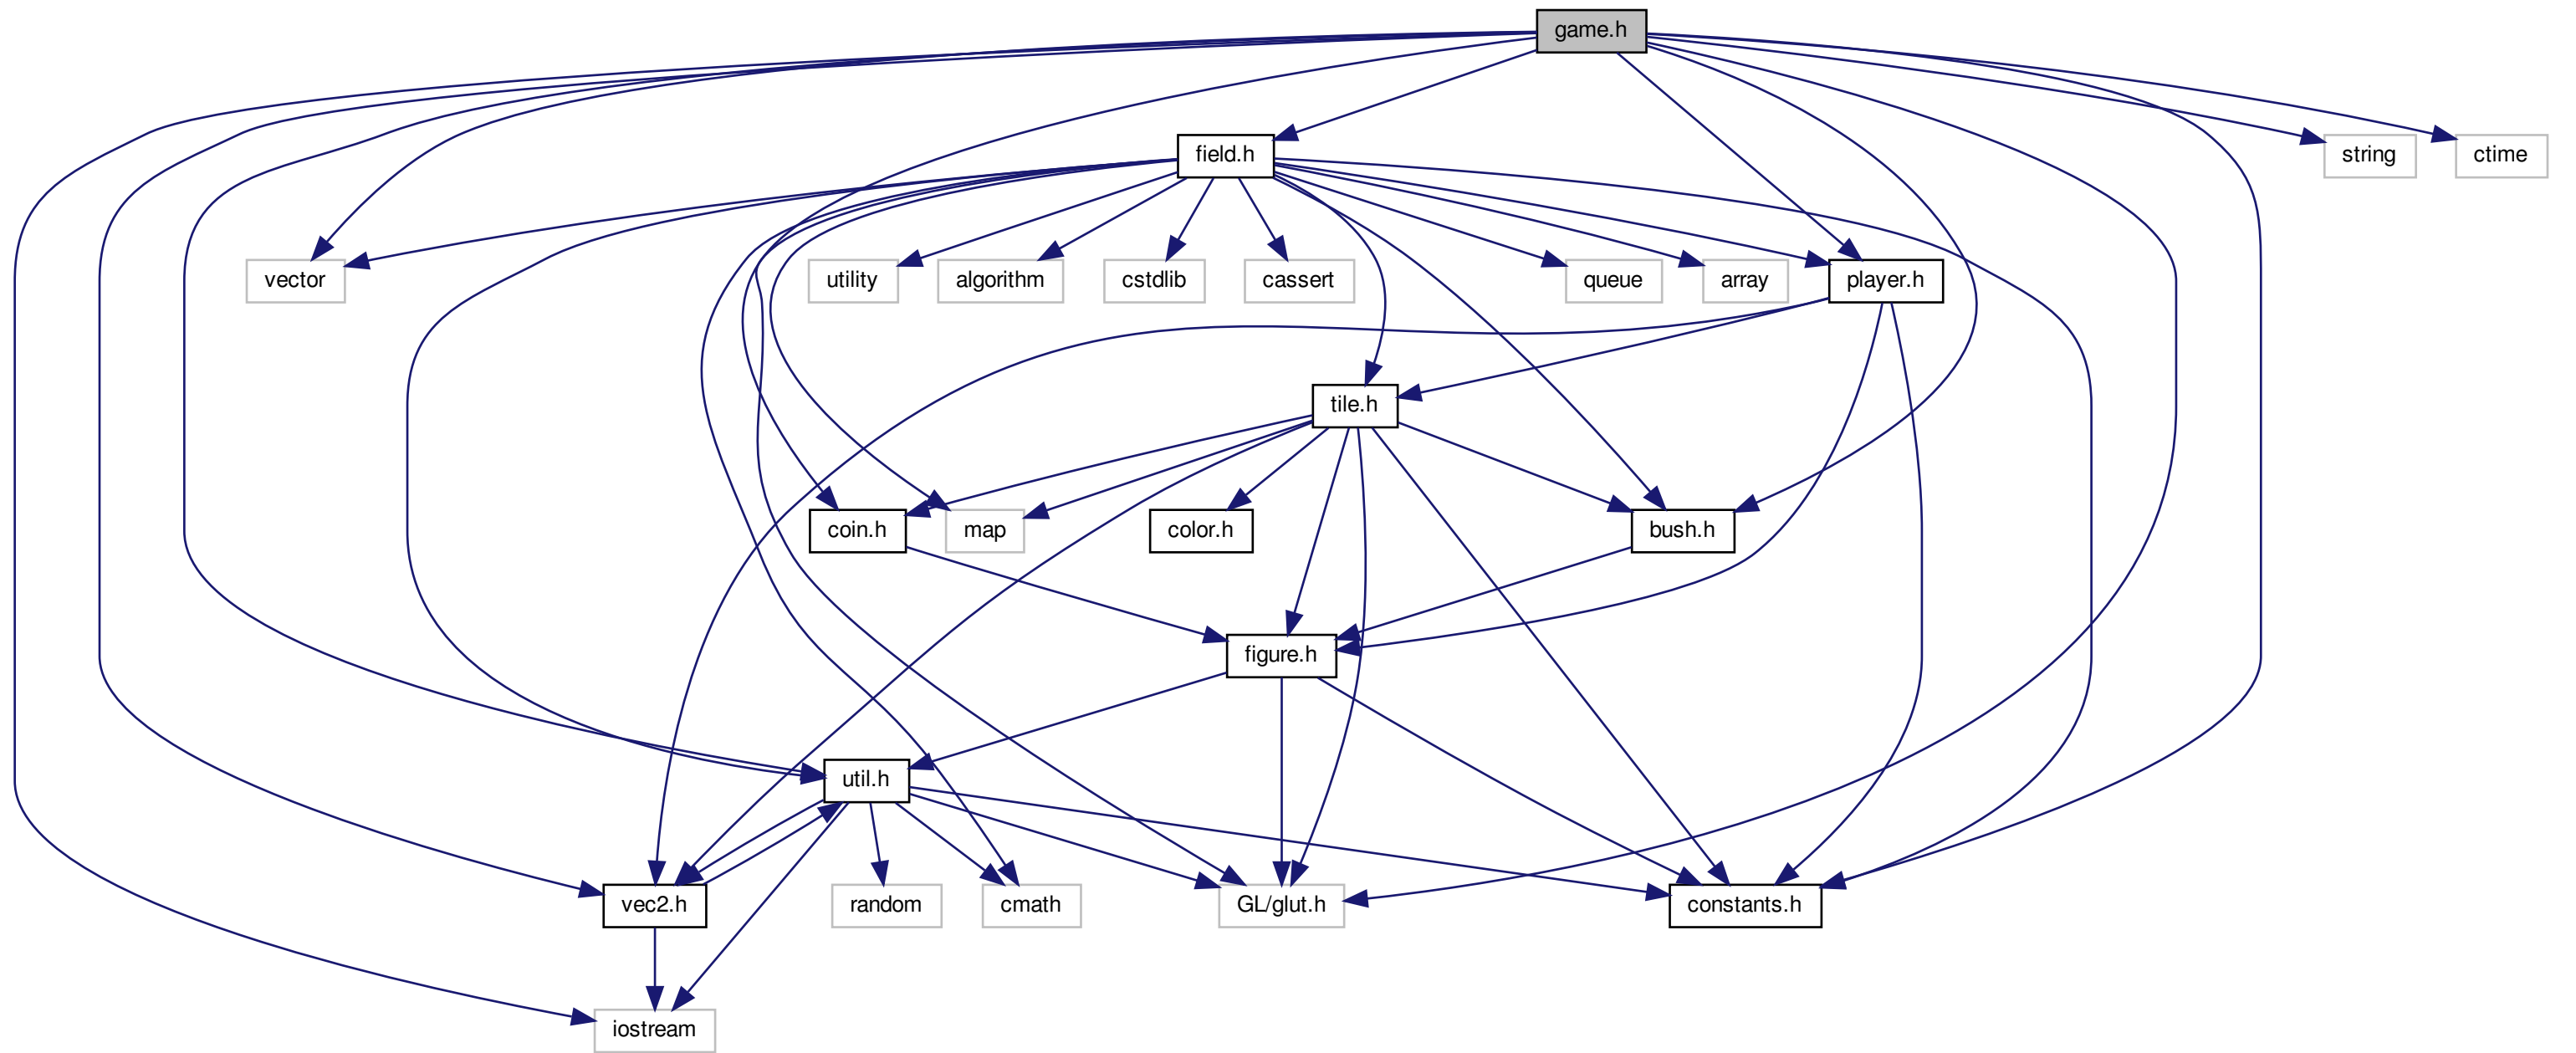 game.h
field.h
string
ctime
vector
utility
algorithm
cstdlib
cassert
queue
array
player.h
tile.h
coin.h
map
color.h
bush.h
figure.h
util.h
vec2.h
random
cmath
GL/glut.h
constants.h
iostream